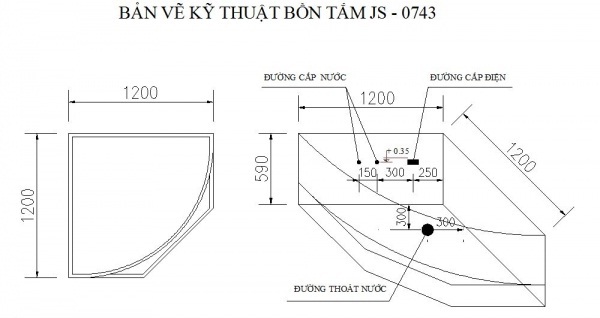 BẢN VẼ KỸ THUẬT BỒN TẮM JS - 0743
ĐƯỜNG CẤP NƯỚC
ĐƯỜNG CẤP ĐIỆN
1200
1200
1200
590
+ 0.35
150
300
250
1200
300
300
ĐƯỜNG THOÁT NƯỚC